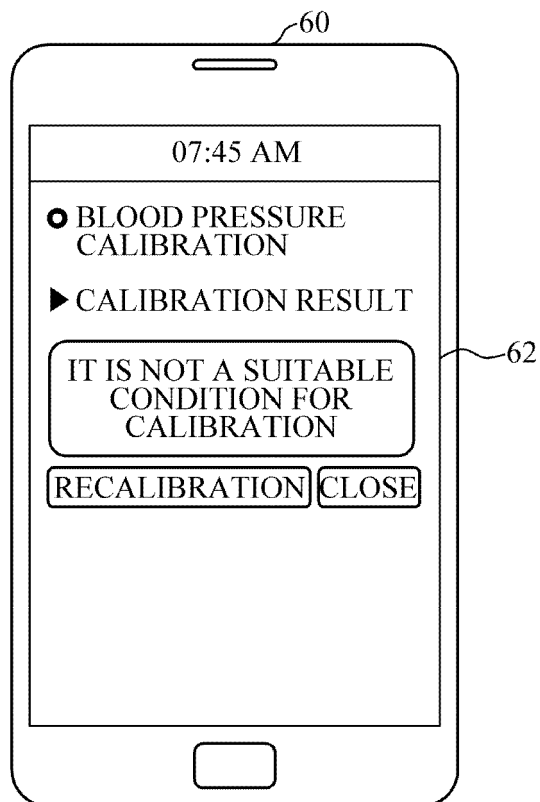 60
07:45 AM
BLOOD PRESSURE
CALIBRATION
CALIBRATION RESULT
62
IT IS NOT A SUITABLE
CONDITION FOR
CALIBRATION
RECALIBRATION CLOSE